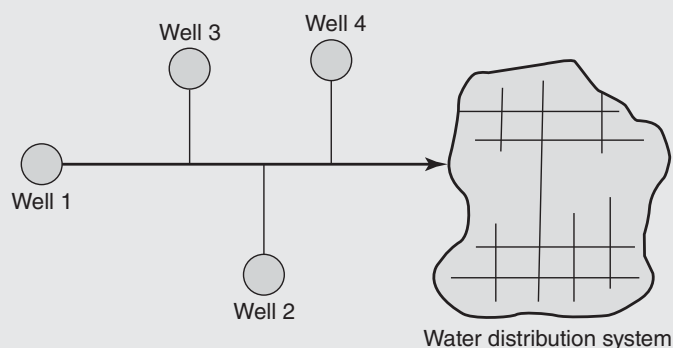 Well 3
Well 4
Well 1
Well 2
Water distribution system